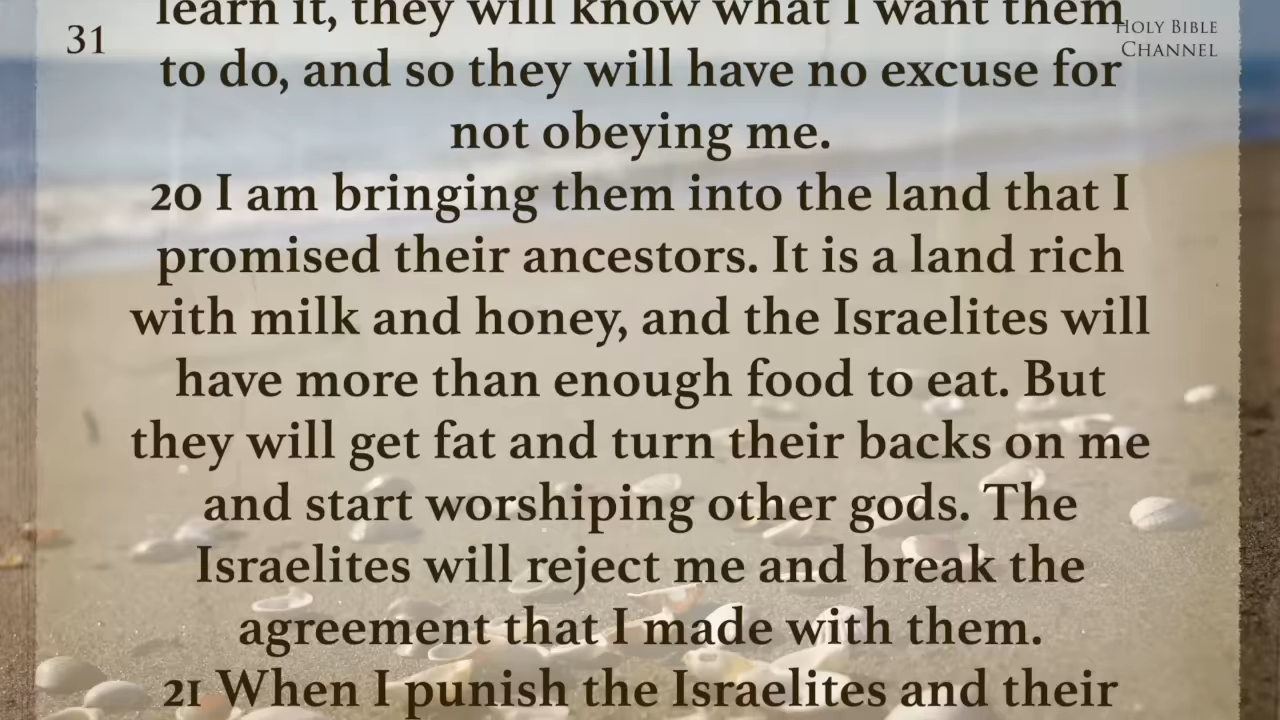 learn it, they will know what I want them
31
HOLY BIBLE
CHANNEL
to do, and so they will have no excuse for
not obeying me.
20 I am bringing them into the land that I
promised their ancestors. It is a land rich
with milk and honey, and the Israelites will
have more than enough food to eat. But
they will get fat and turn their backs on me
and start worshiping other gods. The
Israelites will reject me and break the
agreement that I made with them.
21 When I punish the Israelites and their